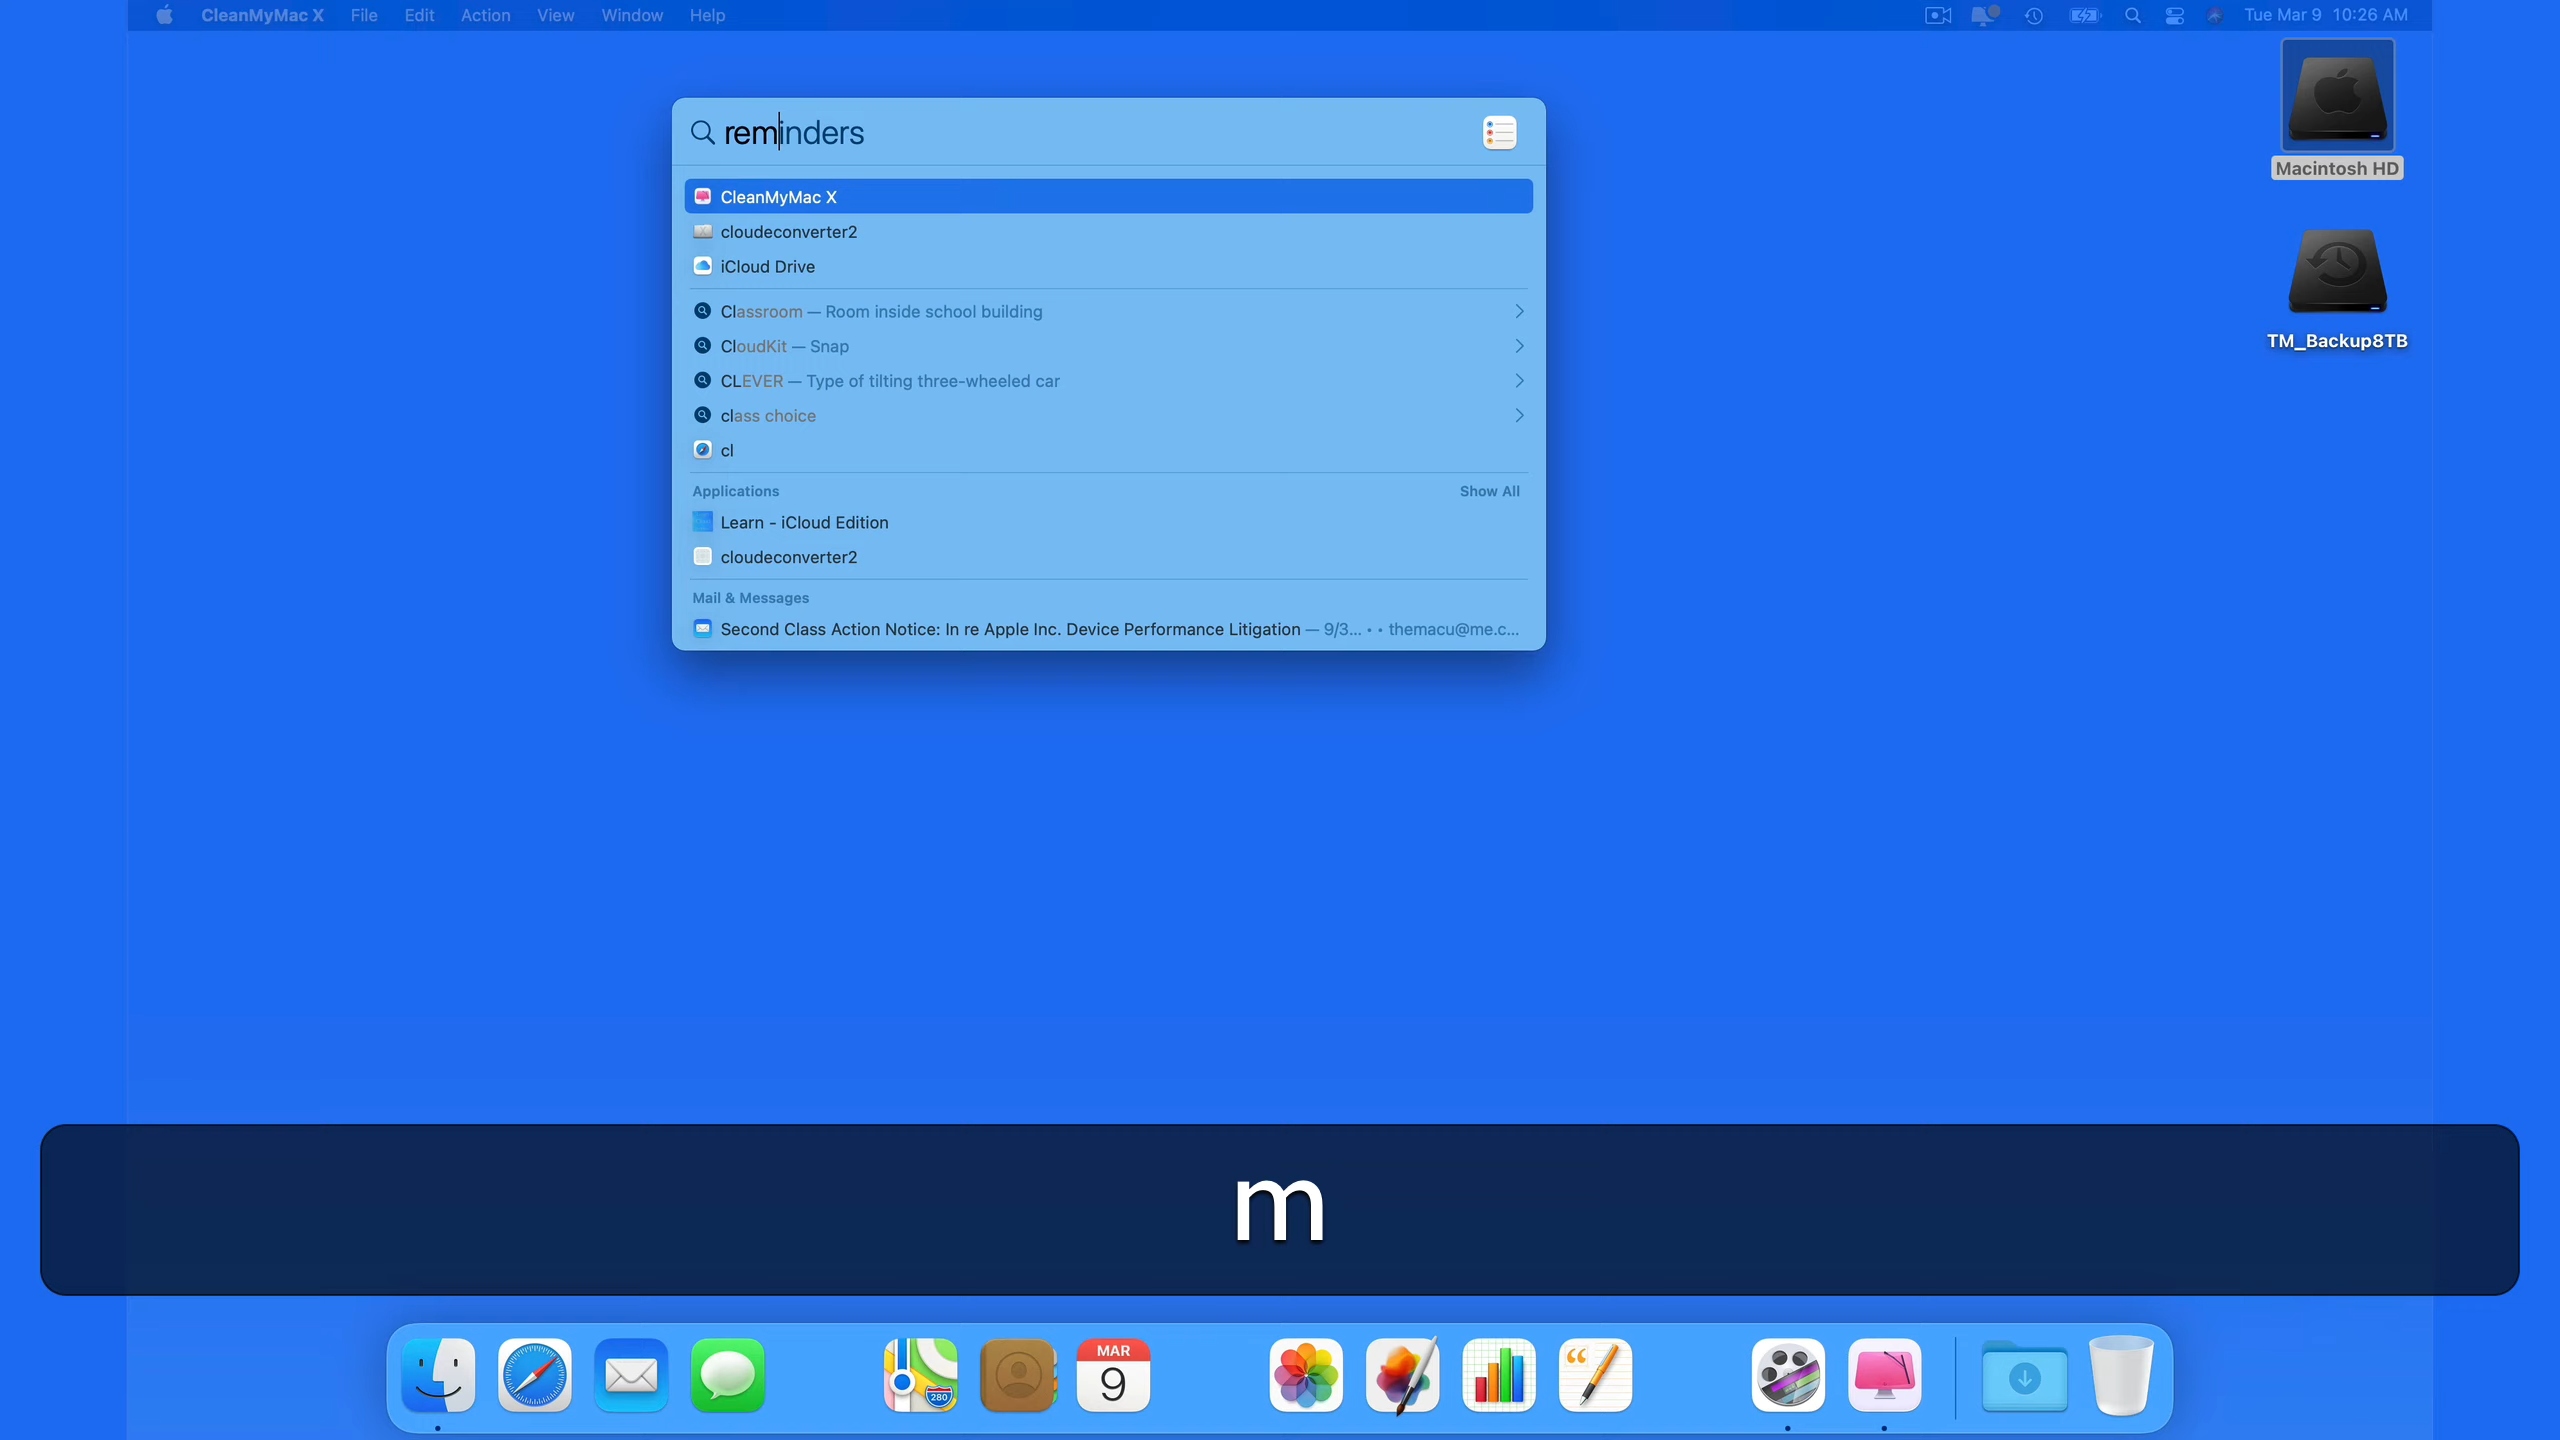 CleanMyMac X File Edit Action View Window Help Tue Mar 9 10:26 AM
reminders
CleanMyMac X
cloudeconverter2
iCloud Drive
Classroom — Room inside school building
CloudKit — Snap
CLEVER — Type of tilting three-wheeled car
class choice
cl
Applications Show All
Learn - iCloud Edition
cloudeconverter2
Mail & Messages
Second Class Action Notice: In re Apple Inc. Device Performance Litigation — 9/3... • • themacu@me.c...
Macintosh HD
TM_Backup8TB
m
280
MAR
9